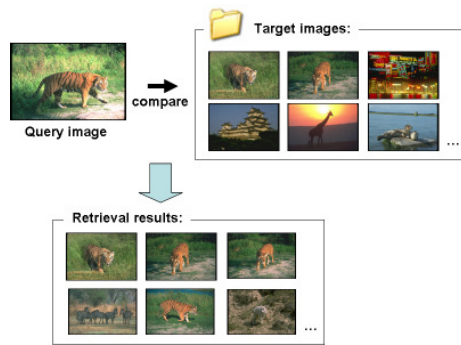 Target images:
compare
Query image
...
Retrieval results:
...